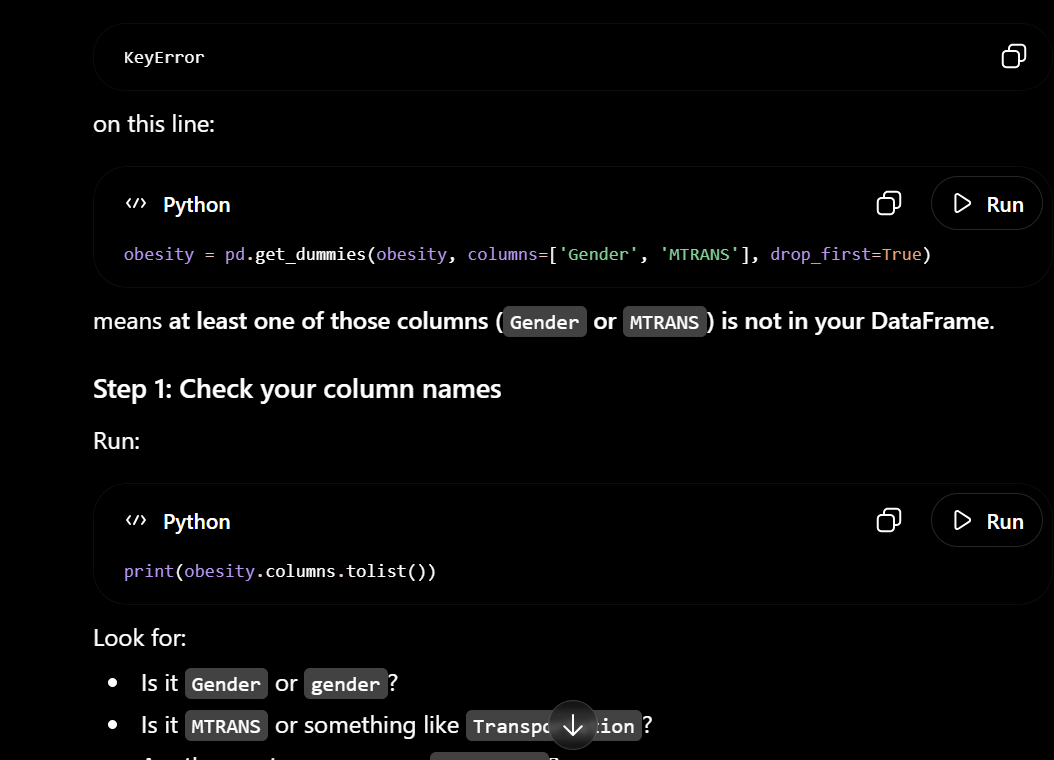 KeyError
on this line:
Python
Run
obesity = pd.get_dummies(obesity, columns=['Gender', 'MTRANS'], drop_first=True)
means at least one of those columns (Gender or MTRANS) is not in your DataFrame.
Step 1: Check your column names
Run:
Python
Run
print(obesity.columns.tolist())
Look for:
Is it Gender or gender?
Is it MTRANS or something like ?